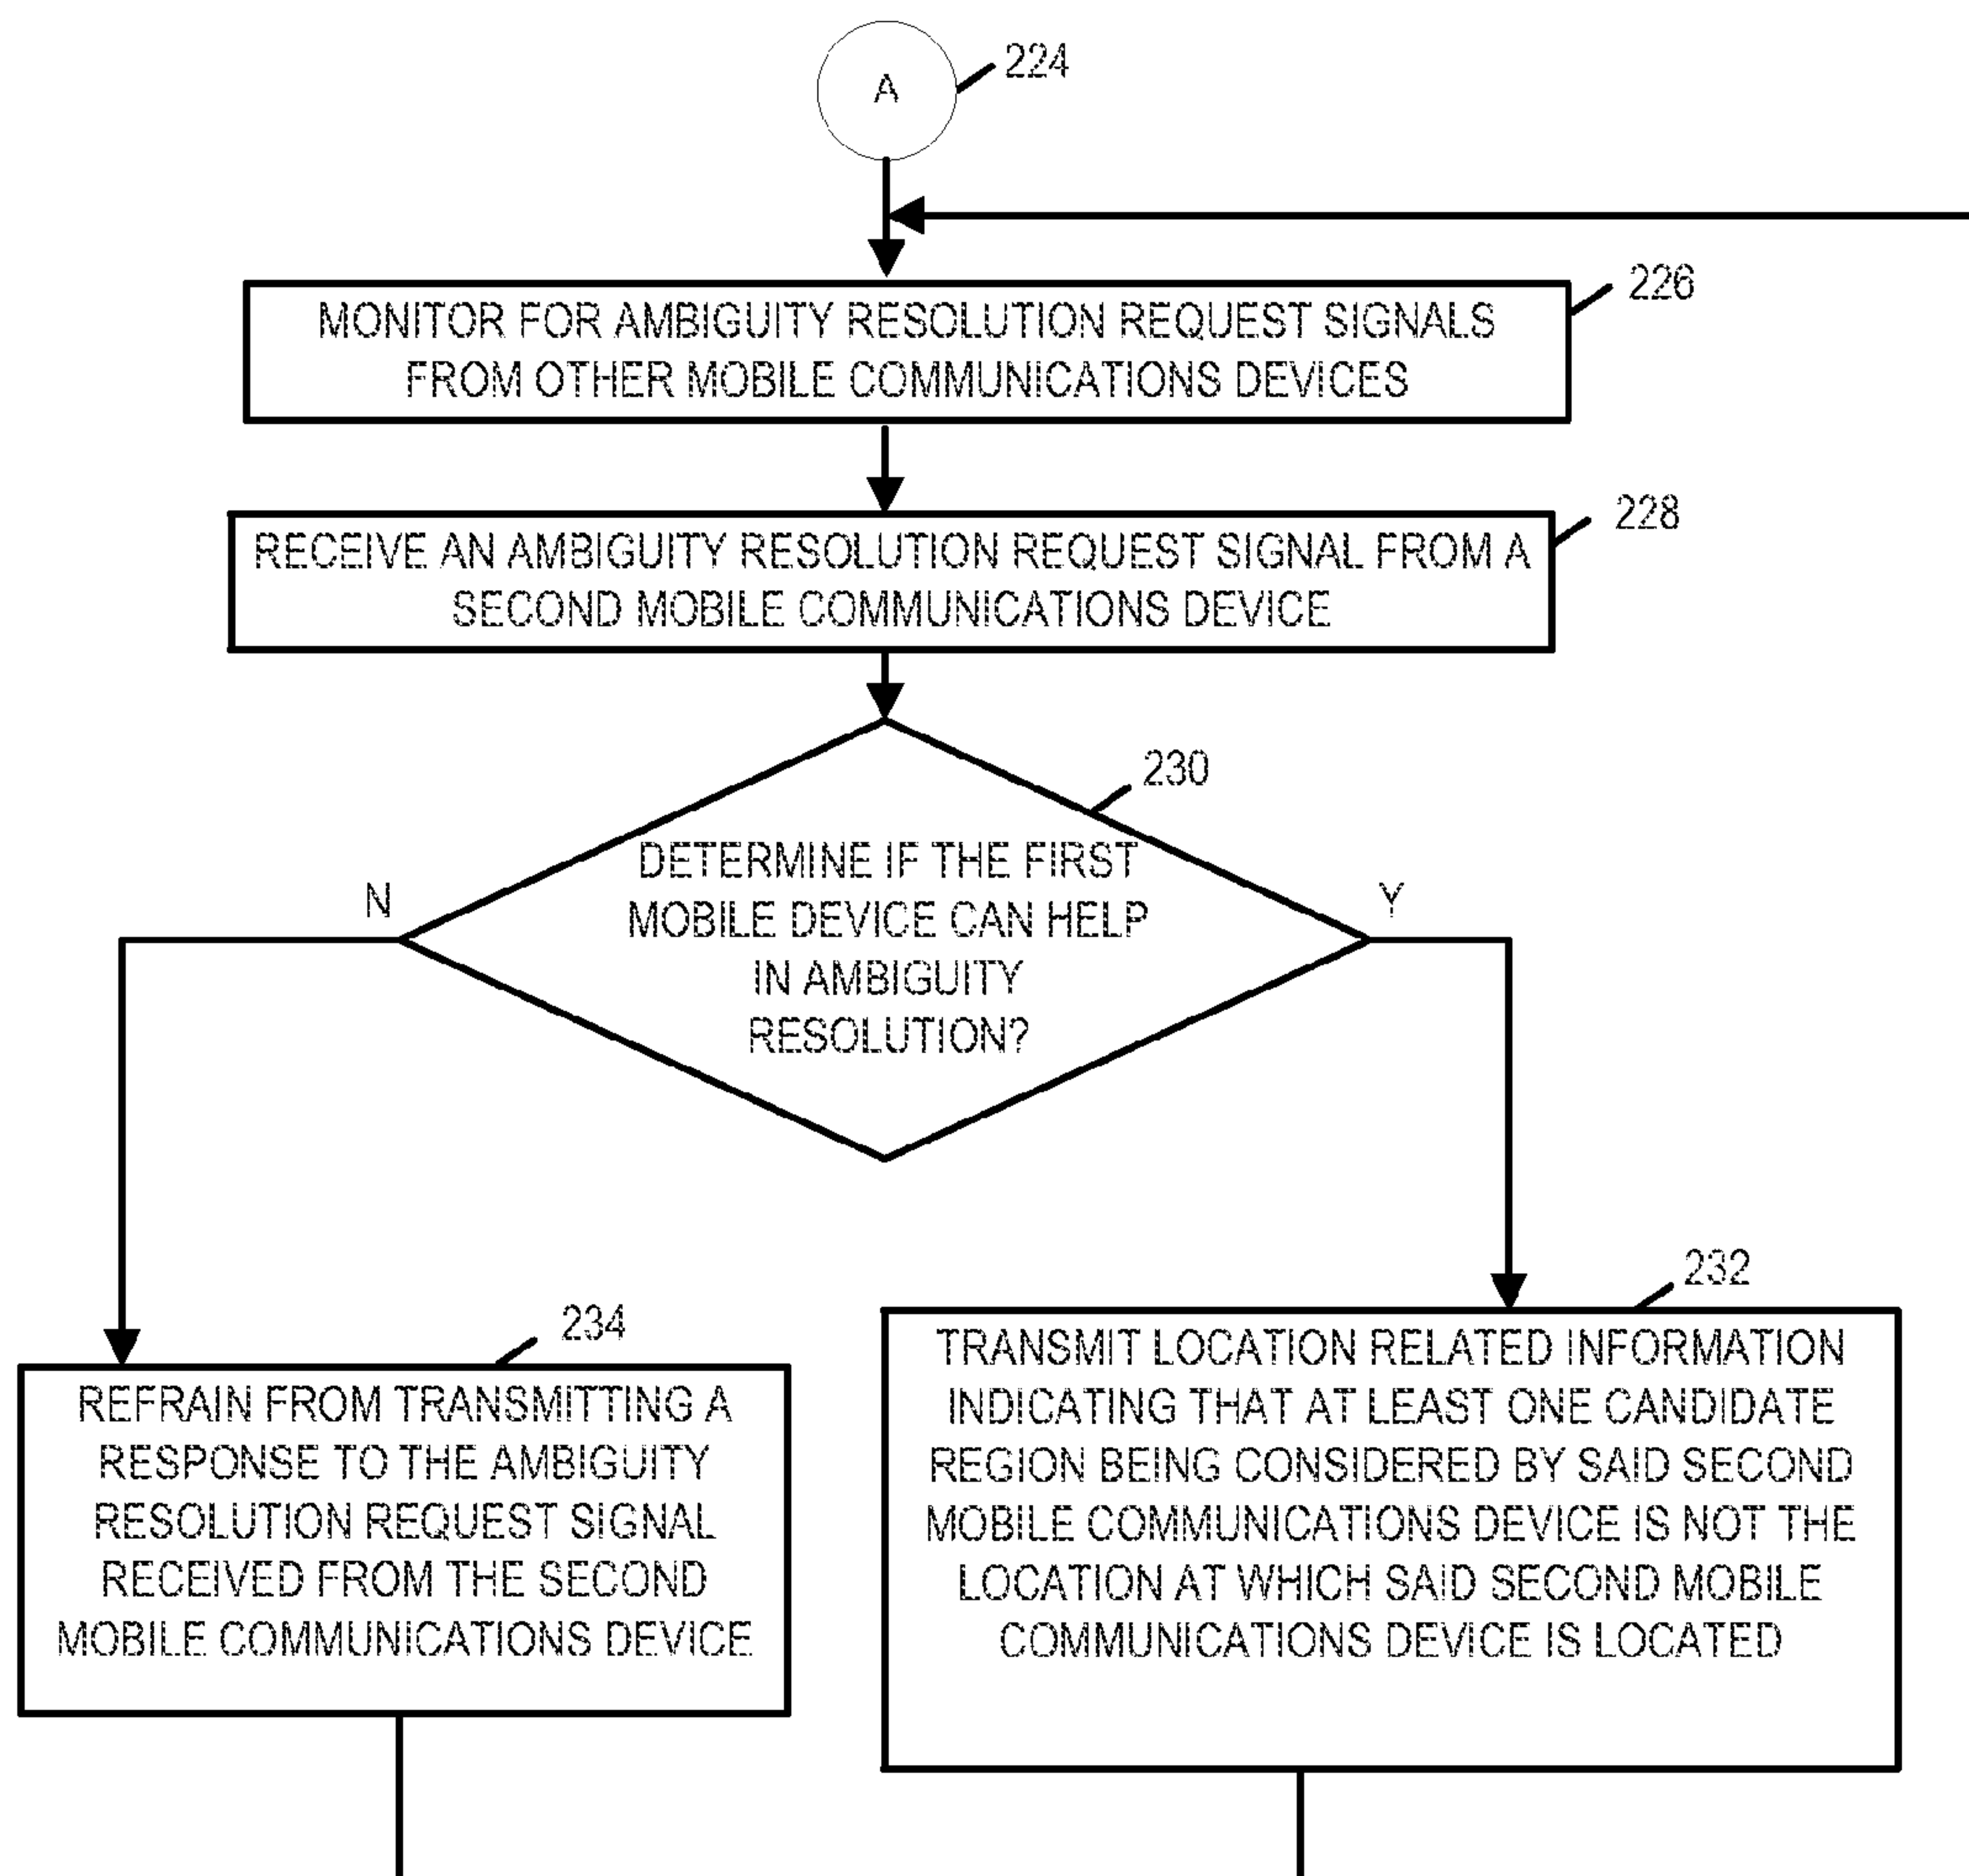 A
224
226
MONITOR FOR AMBIGUITY RESOLUTION REQUEST SIGNALS
FROM OTHER MOBILE COMMUNICATIONS DEVICES
228
RECEIVE AN AMBIGUITY RESOLUTION REQUEST SIGNAL FROM A
SECOND MOBILE COMMUNICATIONS DEVICE
230
DETERMINE IF THE FIRST
MOBILE DEVICE CAN HELP
IN AMBIGUITY
RESOLUTION?
N
Y
234
REFRAIN FROM TRANSMITTING A
RESPONSE TO THE AMBIGUITY
RESOLUTION REQUEST SIGNAL
RECEIVED FROM THE SECOND
MOBILE COMMUNICATIONS DEVICE
232
TRANSMIT LOCATION RELATED INFORMATION
INDICATING THAT AT LEAST ONE CANDIDATE
REGION BEING CONSIDERED BY SAID SECOND
MOBILE COMMUNICATIONS DEVICE IS NOT THE
LOCATION AT WHICH SAID SECOND MOBILE
COMMUNICATIONS DEVICE IS LOCATED